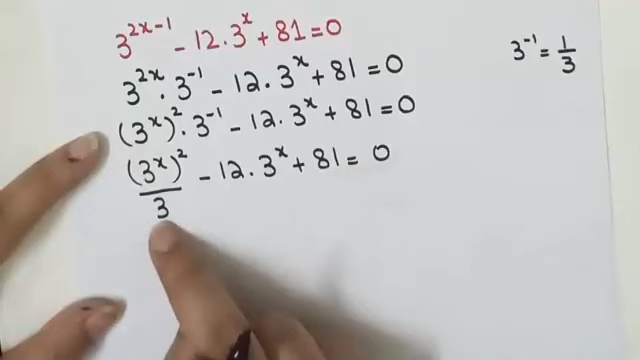 3^{2x-1} - 12.3^x + 81 = 0
3^{2x} . 3^{-1} - 12.3^x + 81 = 0
(3^x)^2 . 3^{-1} - 12.3^x + 81 = 0
(3^x)^2/3 - 12.3^x + 81 = 0
3^{-1} = 1/3